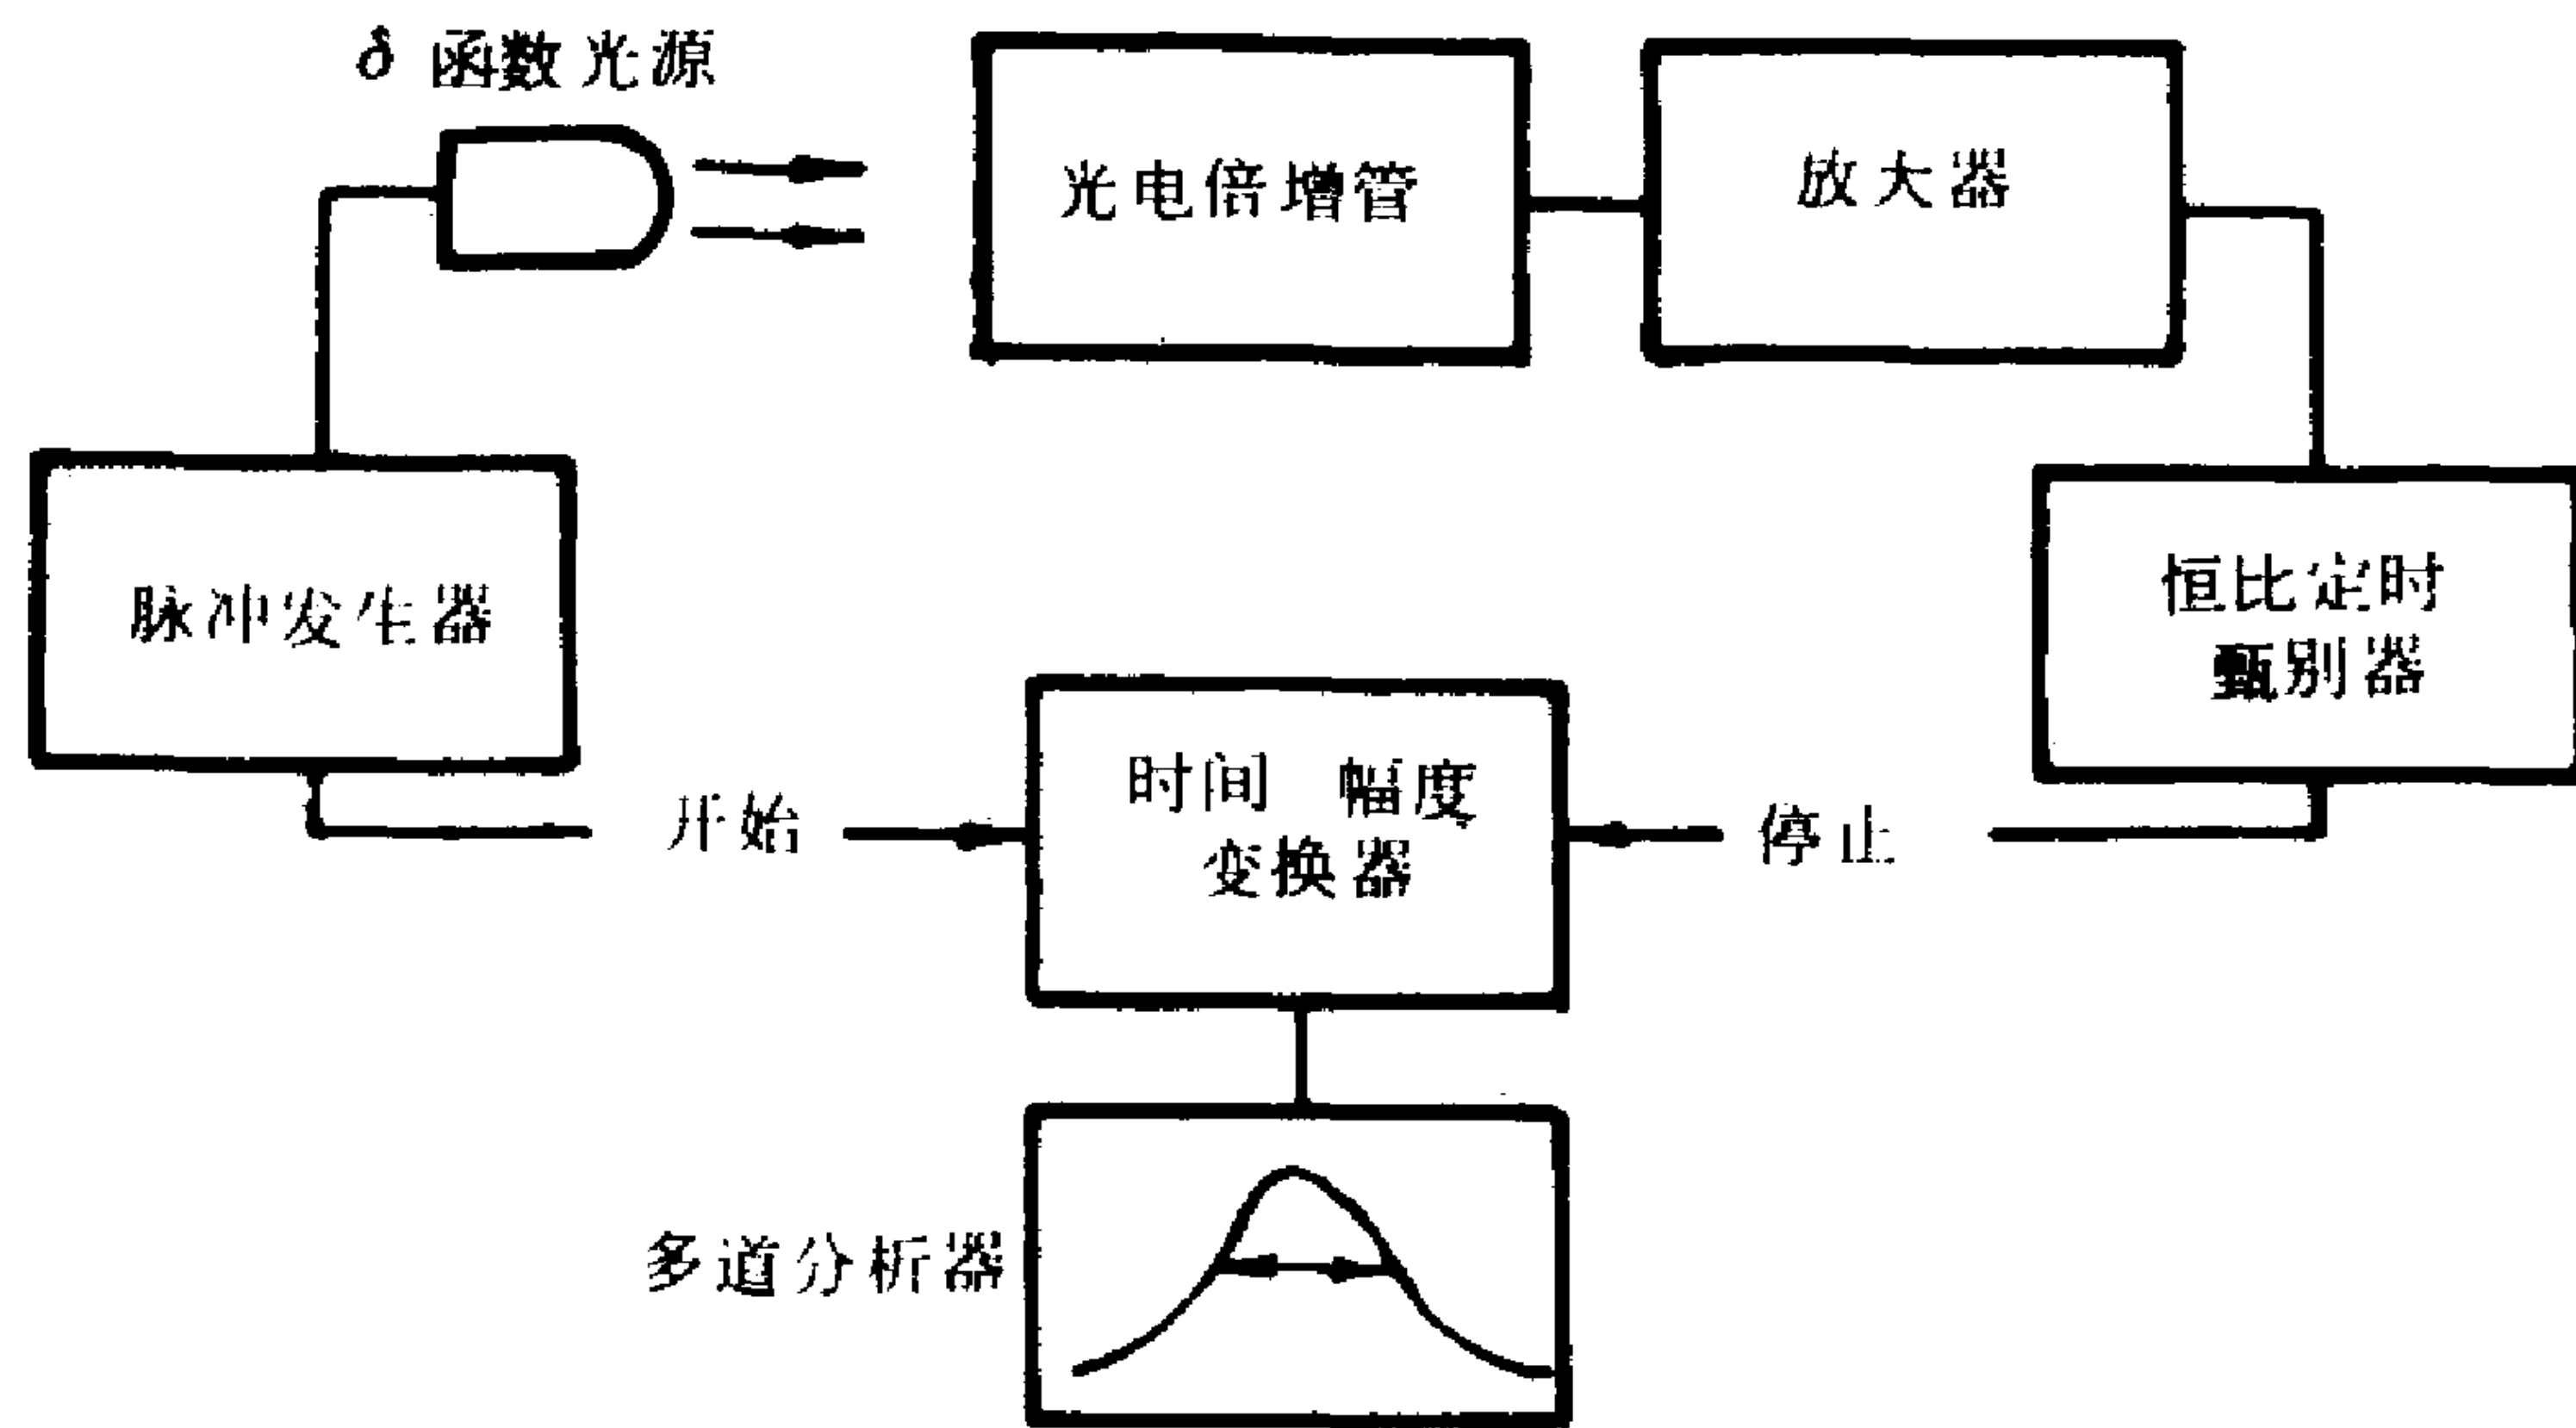 δ 函数光源
光电倍增管
放大器
脉冲发生器
恒比定时
甄别器
开始
时间 幅度
变换器
停止
多道分析器